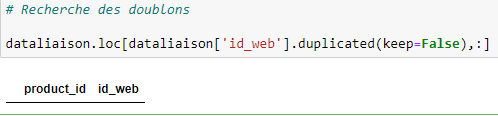 # Recherche des doublons
dataliaison.loc[dataliaison['id_web'].duplicated(keep=False),:]
product_id id_web